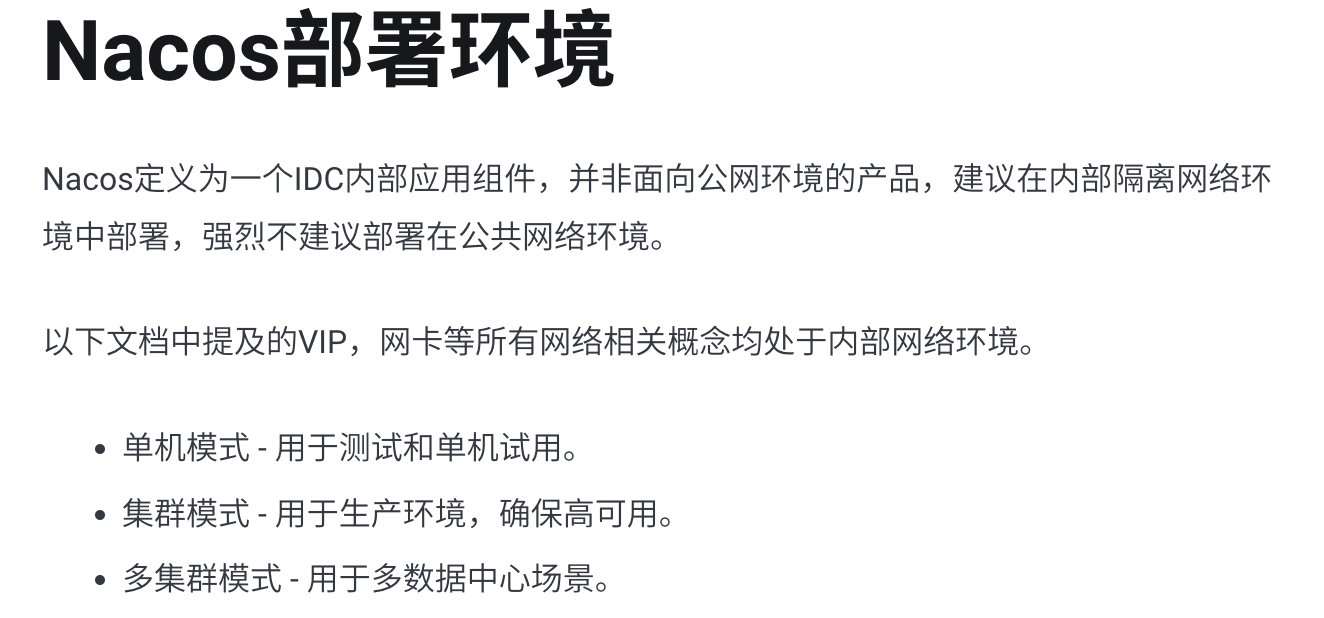 Nacos部署环境
Nacos定义为一个IDC内部应用组件，并非面向公网环境的产品，建议在内部隔离网络环
境中部署，强烈不建议部署在公共网络环境。
以下文档中提及的VIP，网卡等所有网络相关概念均处于内部网络环境。
• 单机模式 - 用于测试和单机试用。
• 集群模式 - 用于生产环境，确保高可用。
• 多集群模式 - 用于多数据中心场景。